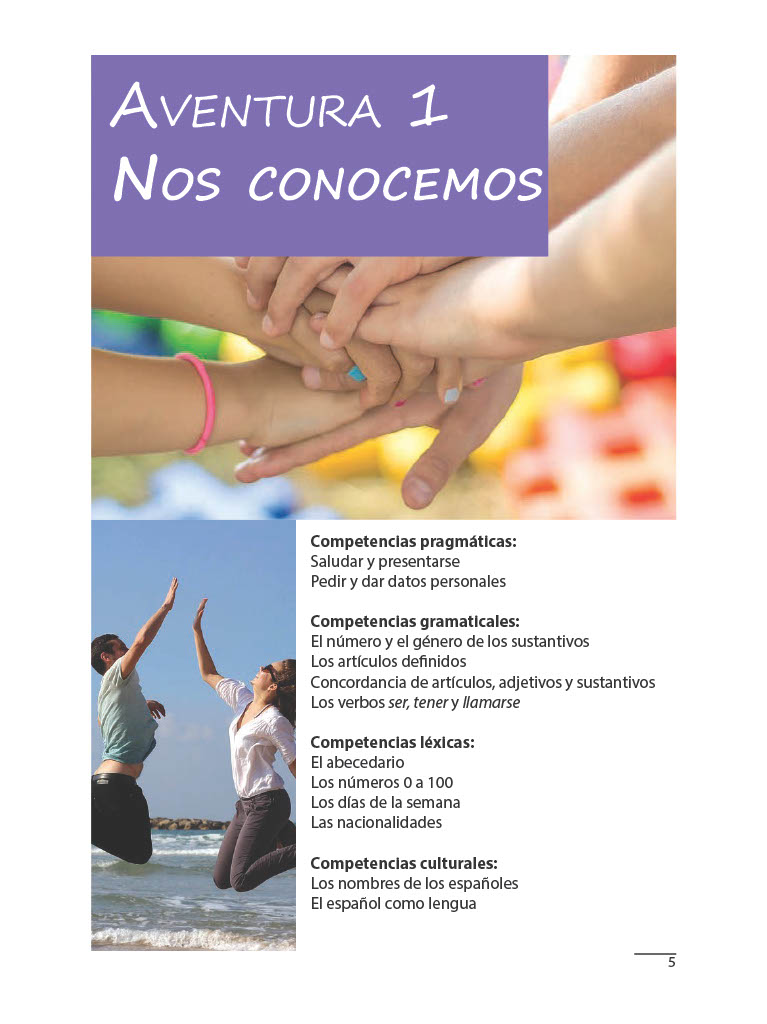 Aventura 1
Nos conocemos
Competencias pragmáticas:
Saludar y presentarse
Pedir y dar datos personales
Competencias gramaticales:
El número y el género de los sustantivos
Los artículos definidos
Concordancia de artículos, adjetivos y sustantivos
Los verbos ser, tener y llamarse
Competencias léxicas:
El abecedario
Los números 0 a 100
Los días de la semana
Las nacionalidades
Competencias culturales:
Los nombres de los españoles
El español como lengua
5